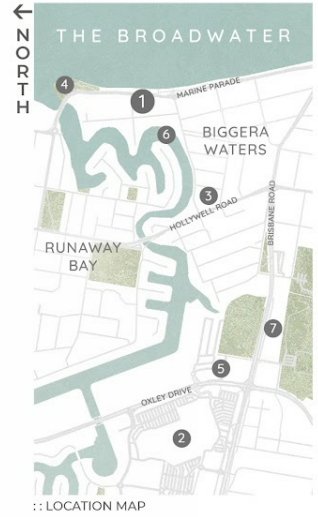 ←
NORTH
THE BROADWATER
4
1
MARINE PARADE
6
BIGGERA
WATERS
3
HOLLYWELL ROAD
BRISBANE ROAD
RUNAWAY
BAY
7
5
OXLEY DRIVE
2
:: LOCATION MAP